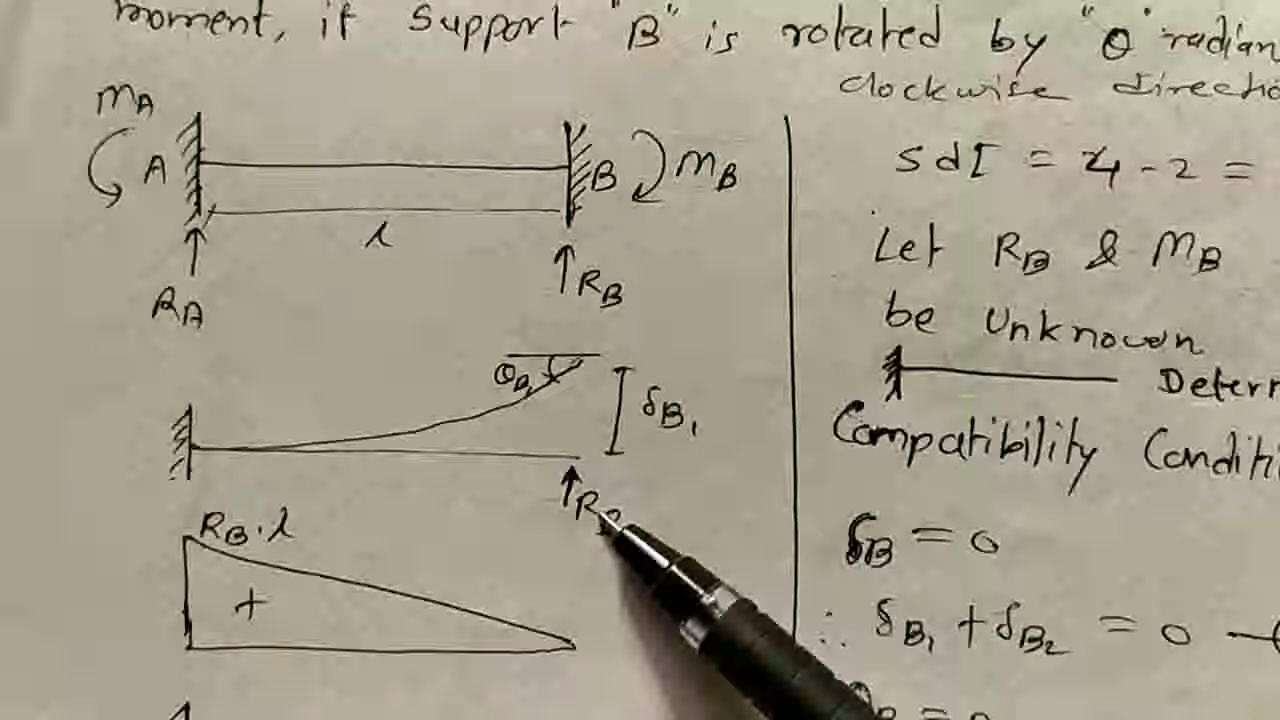 moment, if support "B" is rotated by "θ" radian
clockwise directio
MA
A
B
MB
l
RA
RB
SdI = 4 - 2 =
Let RB & MB
be Unknown
Deter
Compatibility Conditi
θB1
δB1
RB
RB.l
+
δB = 0
∴ δB1 + δB2 = 0